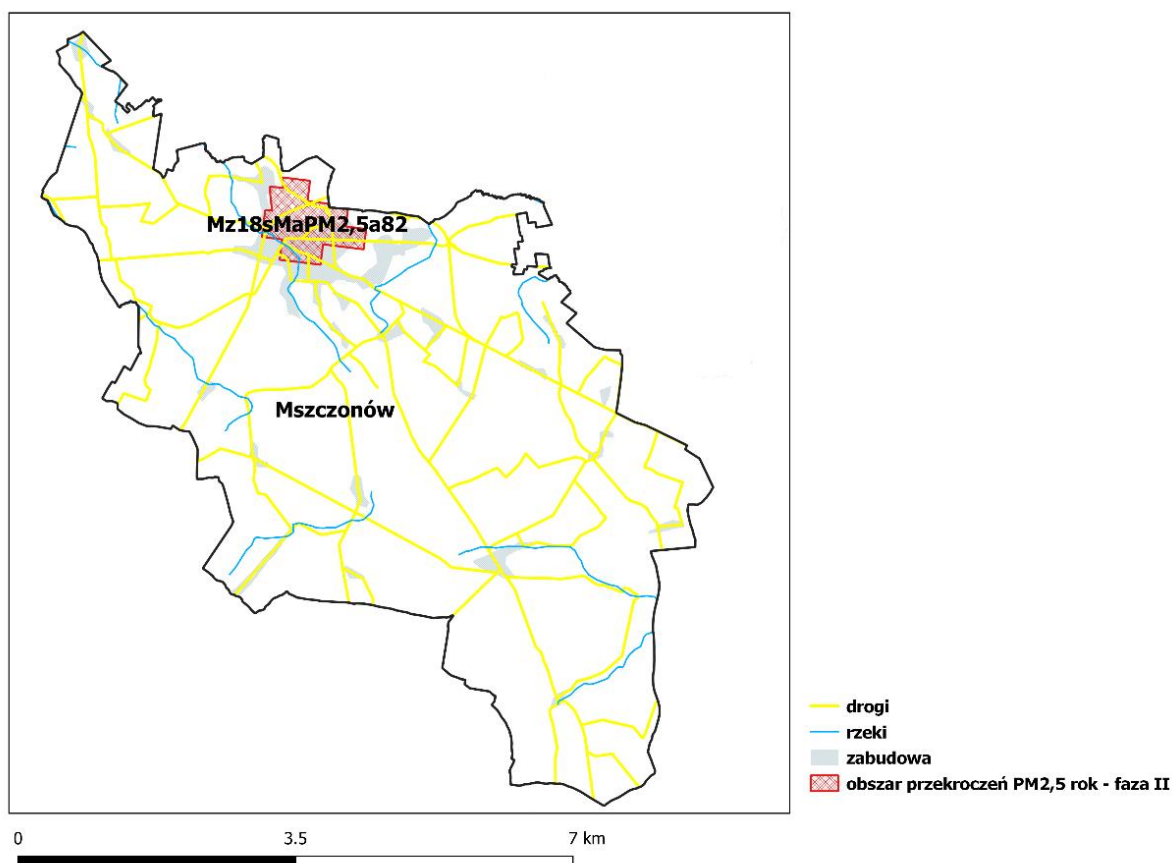 Mz18sMaPM2,5a82
Mszczonów
drogi
rzeki
zabudowa
obszar przekroczeń PM2,5 rok - faza II
0 3.5 7 km